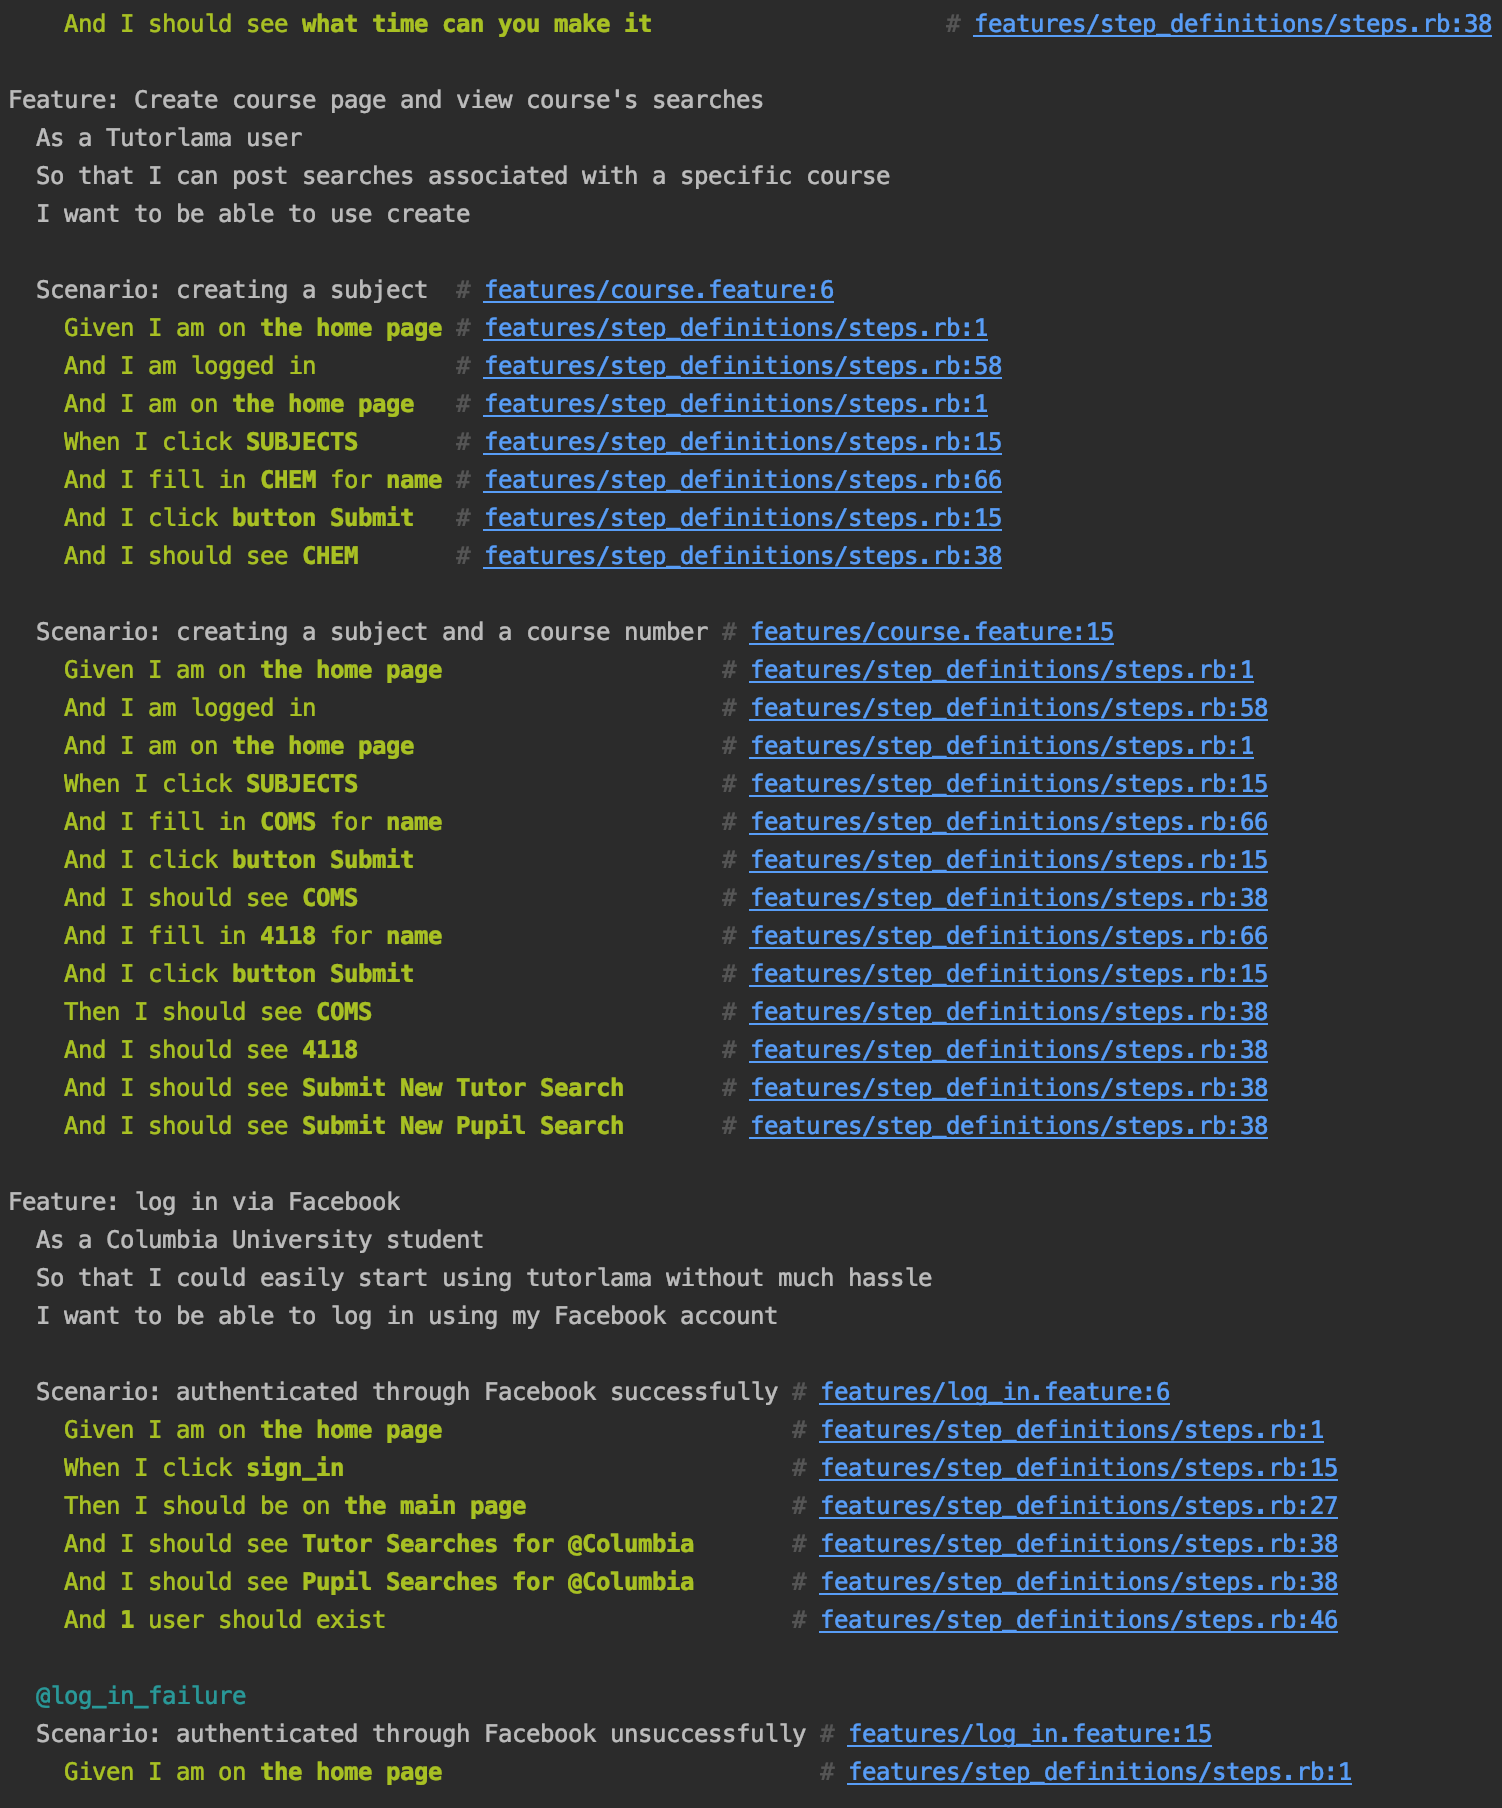 And I should see what time can you make it # features/step_definitions/steps.rb:38
Feature: Create course page and view course's searches
As a Tutorlama user
So that I can post searches associated with a specific course
I want to be able to use create
Scenario: creating a subject # features/course.feature:6
Given I am on the home page # features/step_definitions/steps.rb:1
And I am logged in # features/step_definitions/steps.rb:58
And I am on the home page # features/step_definitions/steps.rb:1
When I click SUBJECTS # features/step_definitions/steps.rb:15
And I fill in CHEM for name # features/step_definitions/steps.rb:66
And I click button Submit # features/step_definitions/steps.rb:15
And I should see CHEM # features/step_definitions/steps.rb:38
Scenario: creating a subject and a course number # features/course.feature:15
Given I am on the home page # features/step_definitions/steps.rb:1
And I am logged in # features/step_definitions/steps.rb:58
And I am on the home page # features/step_definitions/steps.rb:1
When I click SUBJECTS # features/step_definitions/steps.rb:15
And I fill in COMS for name # features/step_definitions/steps.rb:66
And I click button Submit # features/step_definitions/steps.rb:15
And I should see COMS # features/step_definitions/steps.rb:38
And I fill in 4118 for name # features/step_definitions/steps.rb:66
And I click button Submit # features/step_definitions/steps.rb:15
Then I should see COMS # features/step_definitions/steps.rb:38
And I should see 4118 # features/step_definitions/steps.rb:38
And I should see Submit New Tutor Search # features/step_definitions/steps.rb:38
And I should see Submit New Pupil Search # features/step_definitions/steps.rb:38
Feature: log in via Facebook
As a Columbia University student
So that I could easily start using tutorlama without much hassle
I want to be able to log in using my Facebook account
Scenario: authenticated through Facebook successfully # features/log_in.feature:6
Given I am on the home page # features/step_definitions/steps.rb:1
When I click sign_in # features/step_definitions/steps.rb:15
Then I should be on the main page # features/step_definitions/steps.rb:27
And I should see Tutor Searches for @Columbia # features/step_definitions/steps.rb:38
And I should see Pupil Searches for @Columbia # features/step_definitions/steps.rb:38
And 1 user should exist # features/step_definitions/steps.rb:46
@log_in_failure
Scenario: authenticated through Facebook unsuccessfully # features/log_in.feature:15
Given I am on the home page # features/step_definitions/steps.rb:1